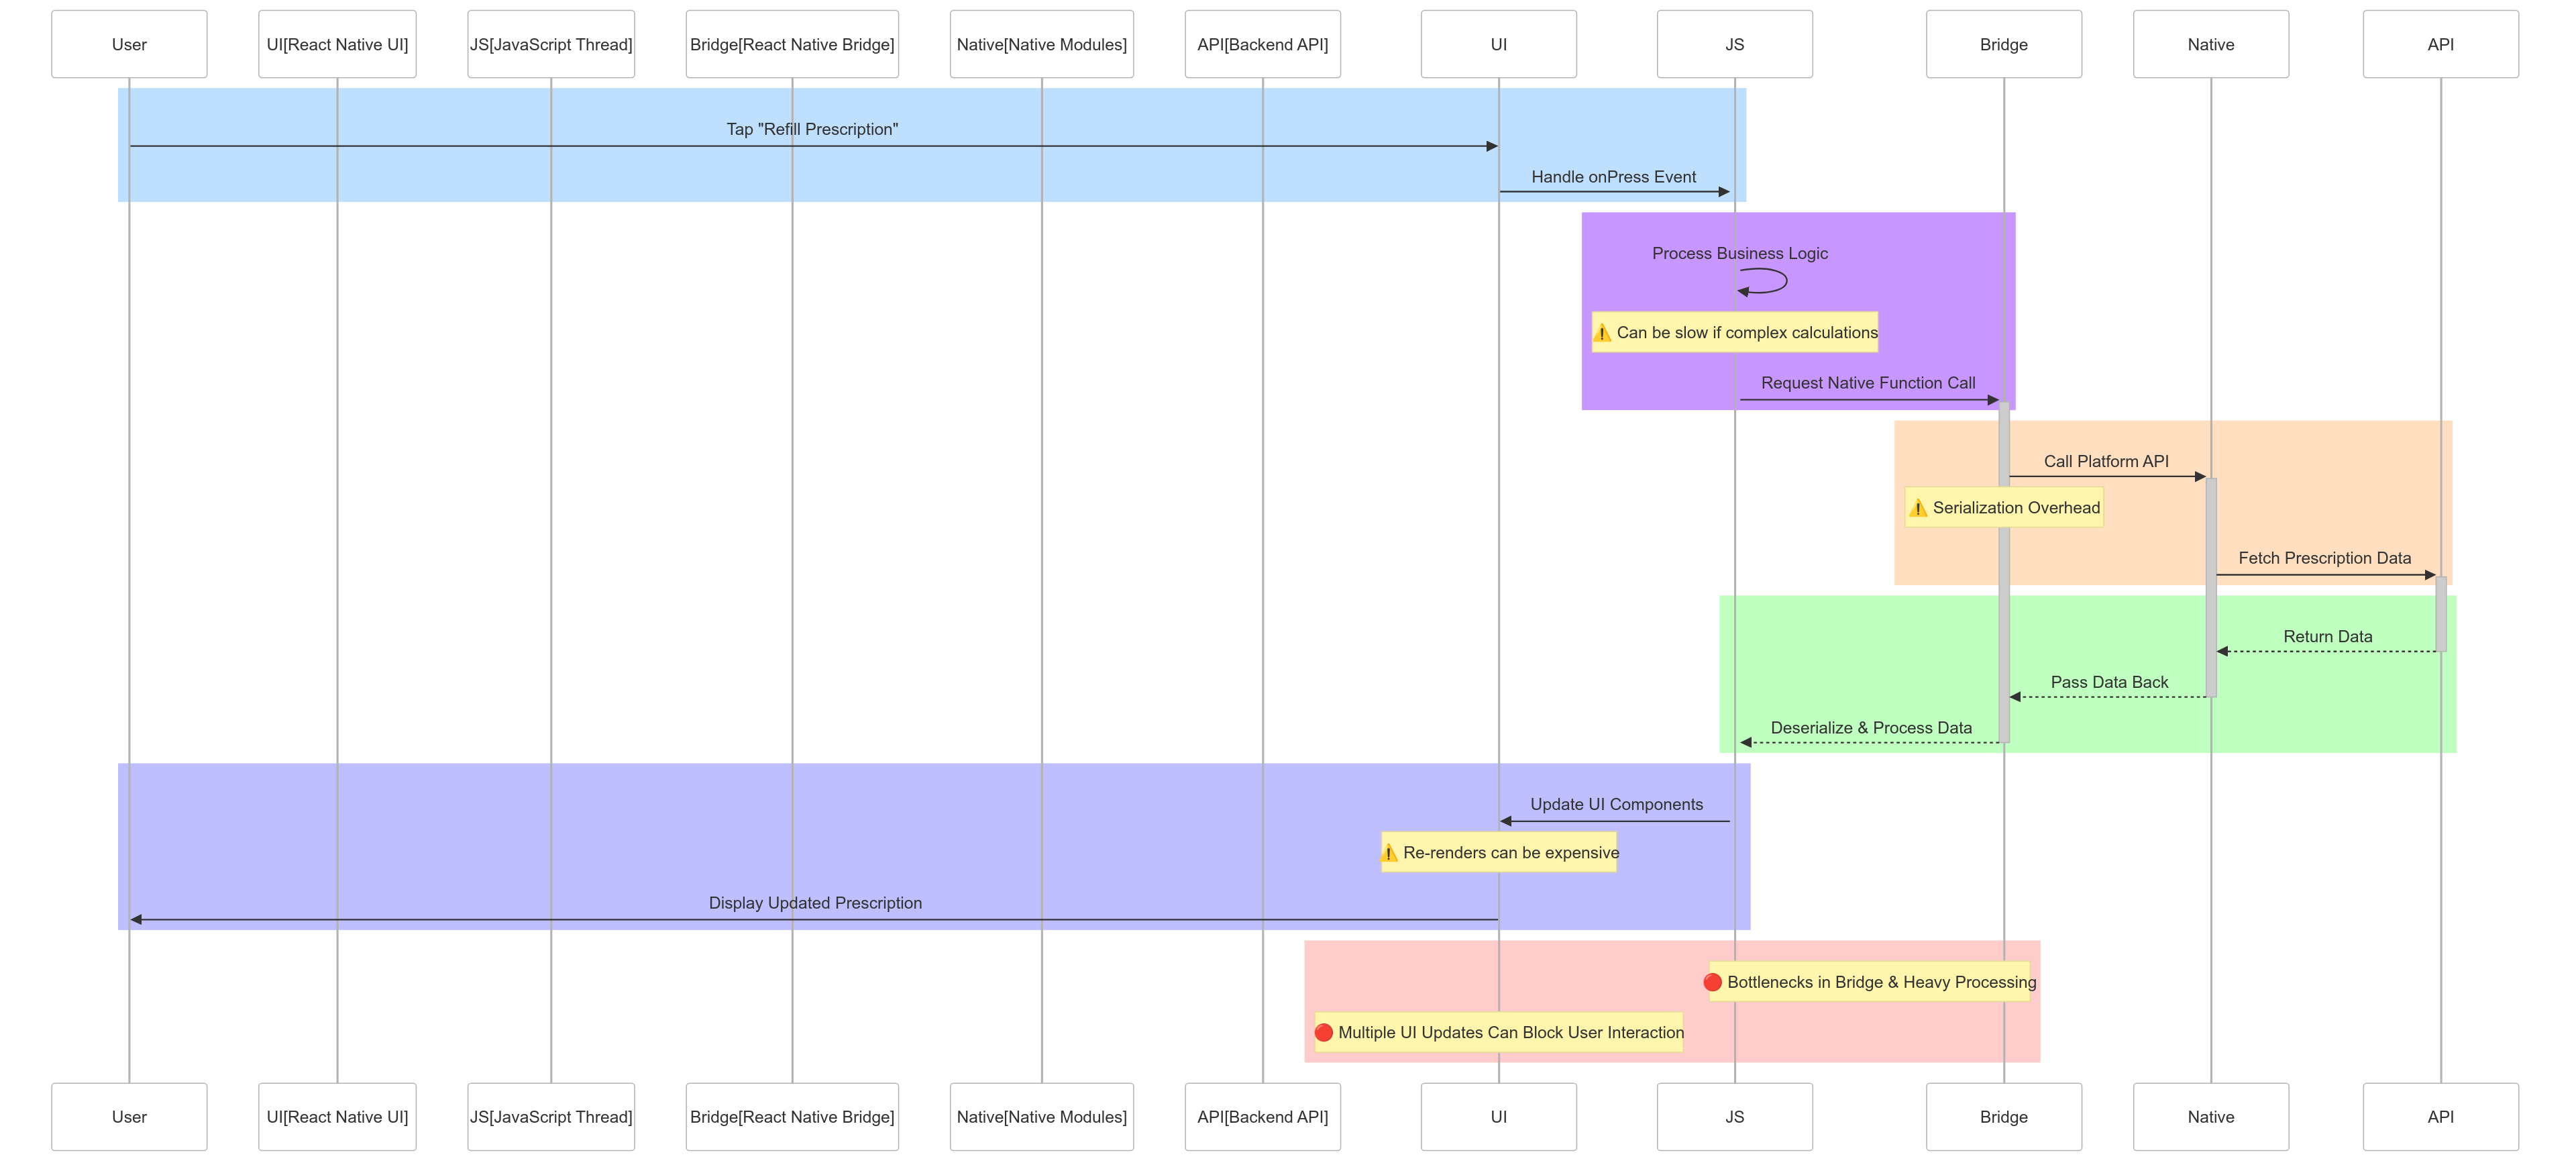 User
UI[React Native UI]
JS[JavaScript Thread]
Bridge[React Native Bridge]
Native[Native Modules]
API[Backend API]
UI
JS
Bridge
Native
API
Tap "Refill Prescription"
Handle onPress Event
Process Business Logic
⚠️ Can be slow if complex calculations
Request Native Function Call
Call Platform API
⚠️ Serialization Overhead
Fetch Prescription Data
Return Data
Pass Data Back
Deserialize & Process Data
Update UI Components
⚠️ Re-renders can be expensive
Display Updated Prescription
🔴 Bottlenecks in Bridge & Heavy Processing
🔴 Multiple UI Updates Can Block User Interaction
User
UI[React Native UI]
JS[JavaScript Thread]
Bridge[React Native Bridge]
Native[Native Modules]
API[Backend API]
UI
JS
Bridge
Native
API